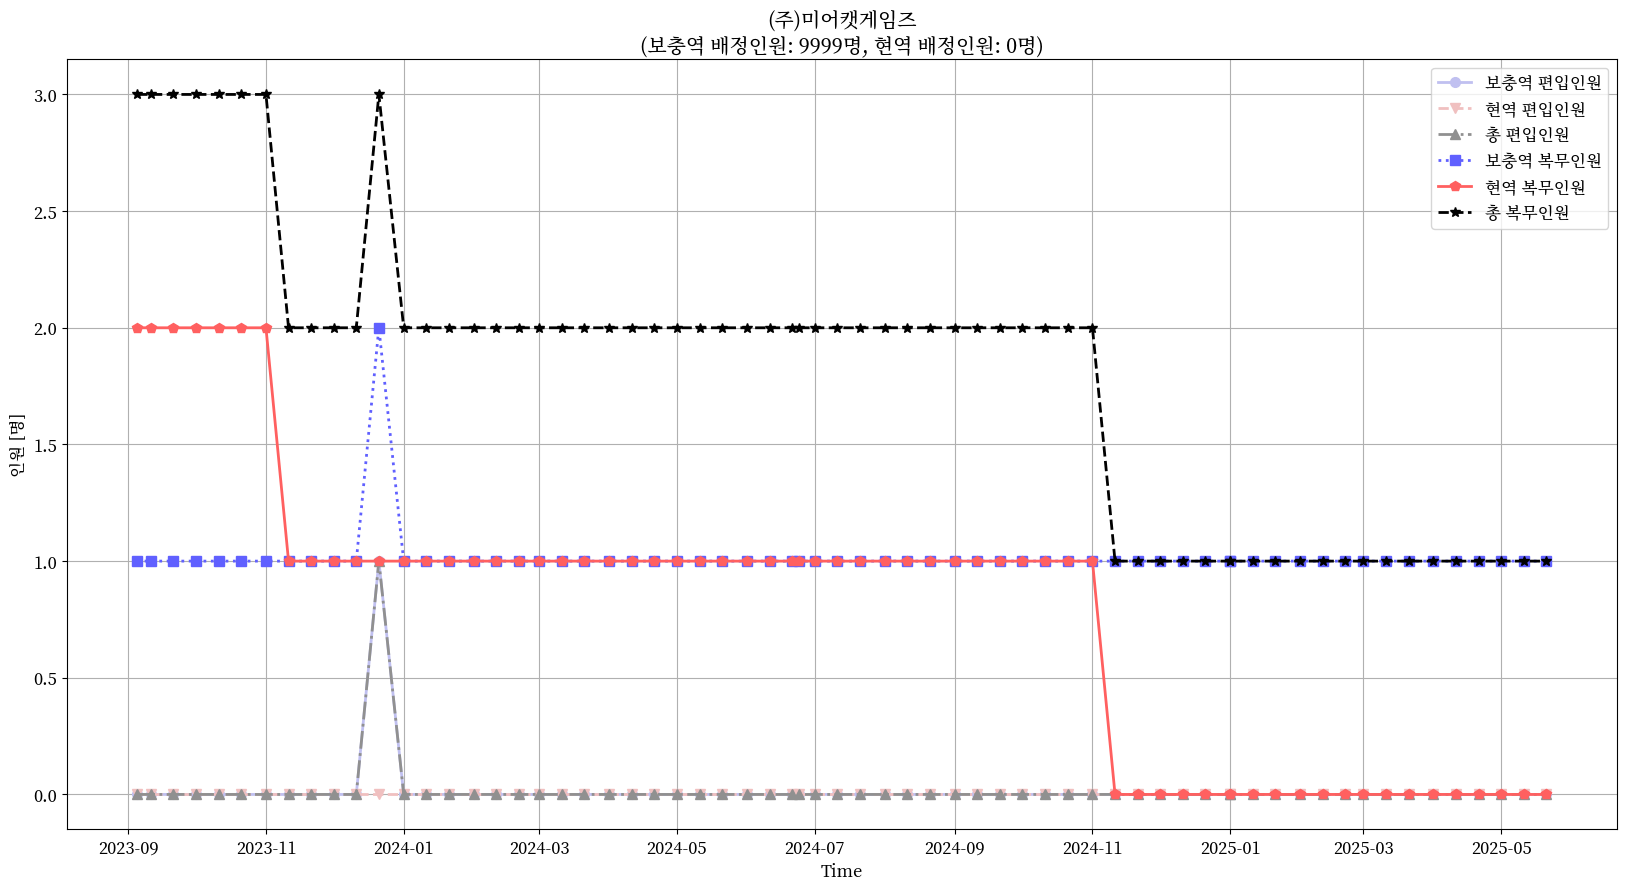 (주)미어캣게임즈
(보충역 배정인원: 9999명, 현역 배정인원: 0명)
보충역 편입인원
현역 편입인원
총 편입인원
보충역 복무인원
현역 복무인원
총 복무인원
인원 [명]
3.0
2.5
2.0
1.5
1.0
0.5
0.0
2023-09
2023-11
2024-01
2024-03
2024-05
2024-07
2024-09
2024-11
2025-01
2025-03
2025-05
Time